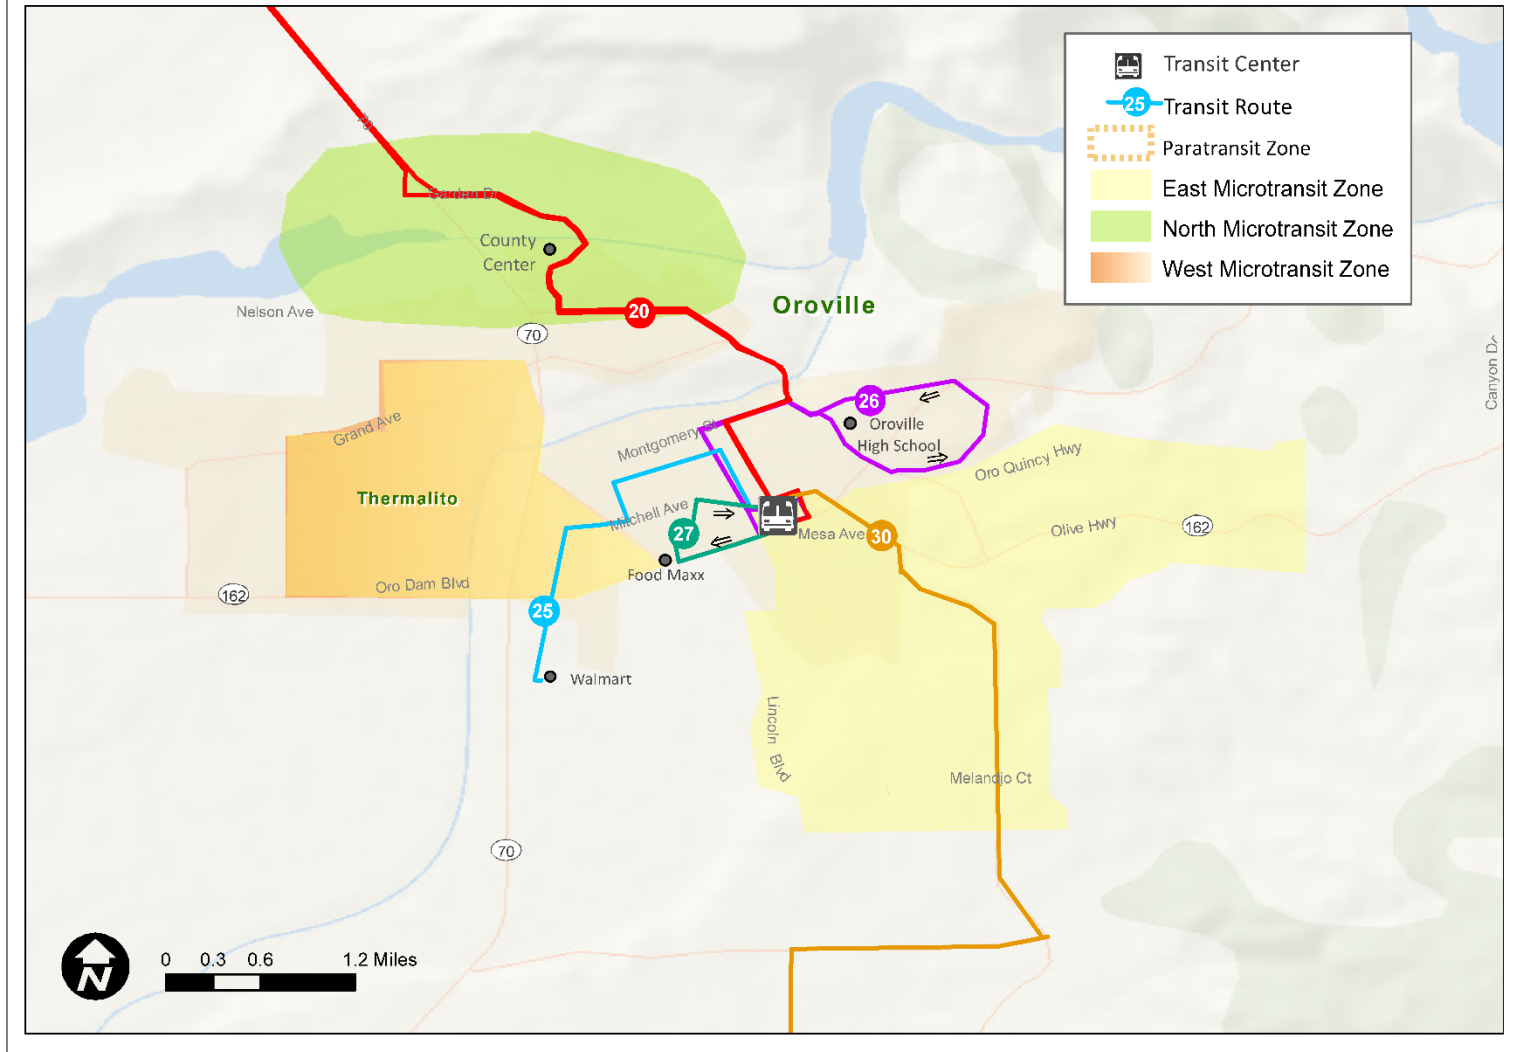 Transit Center
25
Transit Route
Paratransit Zone
East Microtransit Zone
North Microtransit Zone
West Microtransit Zone
70
Garden Dr
County
Center
Nelson Ave
20
Oroville
70
Canyon Dr
26
Oroville
High School
Grand Ave
Montgomery St
Oro Quincy Hwy
Thermalito
Mitchell Ave
27
Mesa Ave
30
Olive Hwy
162
Food Maxx
Oro Dam Blvd
162
25
Walmart
Lincoln Blvd
Melandjo Ct
70
N
0 0.3 0.6 1.2 Miles